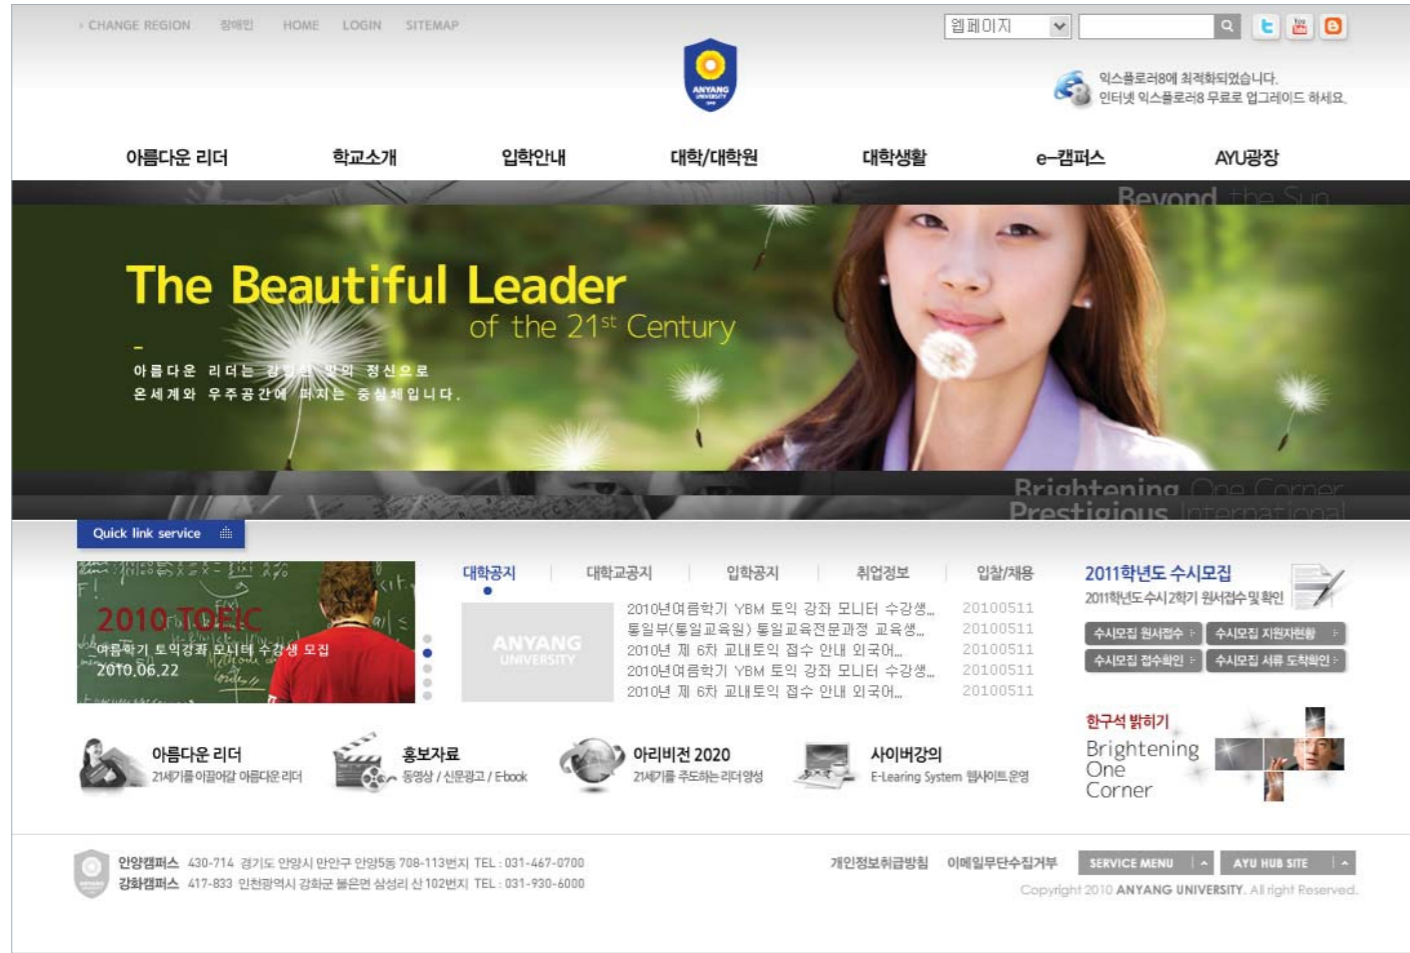 CHANGE REGION 장애인 HOME LOGIN SITEMAP
웹페이지
You
ANYANG
UNIVERSITY
익스플로러8에 최적화되었습니다.
인터넷 익스플로러8 무료로 업그레이드 하세요.
아름다운 리더 학교소개 입학안내 대학/대학원 대학생활 e-캠퍼스 AYU광장
Beyond the Sun
The Beautiful Leader
of the 21st Century
아름다운 리더는 빛의 정신으로
온세계와 우주공간에 퍼지는 중심체입니다.
Brightening One Corner
Prestigious International
Quick link service
2010 TOEIC
여름학기 토익강좌 모니터 수강생 모집
2010.06.22
대학공지 대학교공지 입학공지 취업정보 입찰/채용
ANYANG
UNIVERSITY
2010년여름학기 YBM 토익 강좌 모니터 수강생... 20100511
통일부(통일교육원) 통일교육전문과정 교육생... 20100511
2010년 제 6차 교내토익 접수 안내 외국어... 20100511
2010년여름학기 YBM 토익 강좌 모니터 수강생... 20100511
2010년 제 6차 교내토익 접수 안내 외국어... 20100511
2011학년도 수시모집
2011학년도 수시 2학기 원서접수 및 확인
수시모집 원서접수 수시모집 지원자현황
수시모집 접수확인 수시모집 서류 도착확인
아름다운 리더
21세기를 이끌어갈 아름다운 리더
홍보자료
동영상 / 신문광고 / E-book
아리비전 2020
21세기를 주도하는 리더 양성
사이버강의
E-Learing System 웹사이트 운영
한구석 밝히기
Brightening
One
Corner
안양캠퍼스 430-714 경기도 안양시 만안구 안양5동 708-113번지 TEL : 031-467-0700
강화캠퍼스 417-833 인천광역시 강화군 불은면 삼성리 산 102번지 TEL : 031-930-6000
개인정보취급방침 이메일무단수집거부 SERVICE MENU AYU HUB SITE
Copyright 2010 ANYANG UNIVERSITY. All right Reserved.